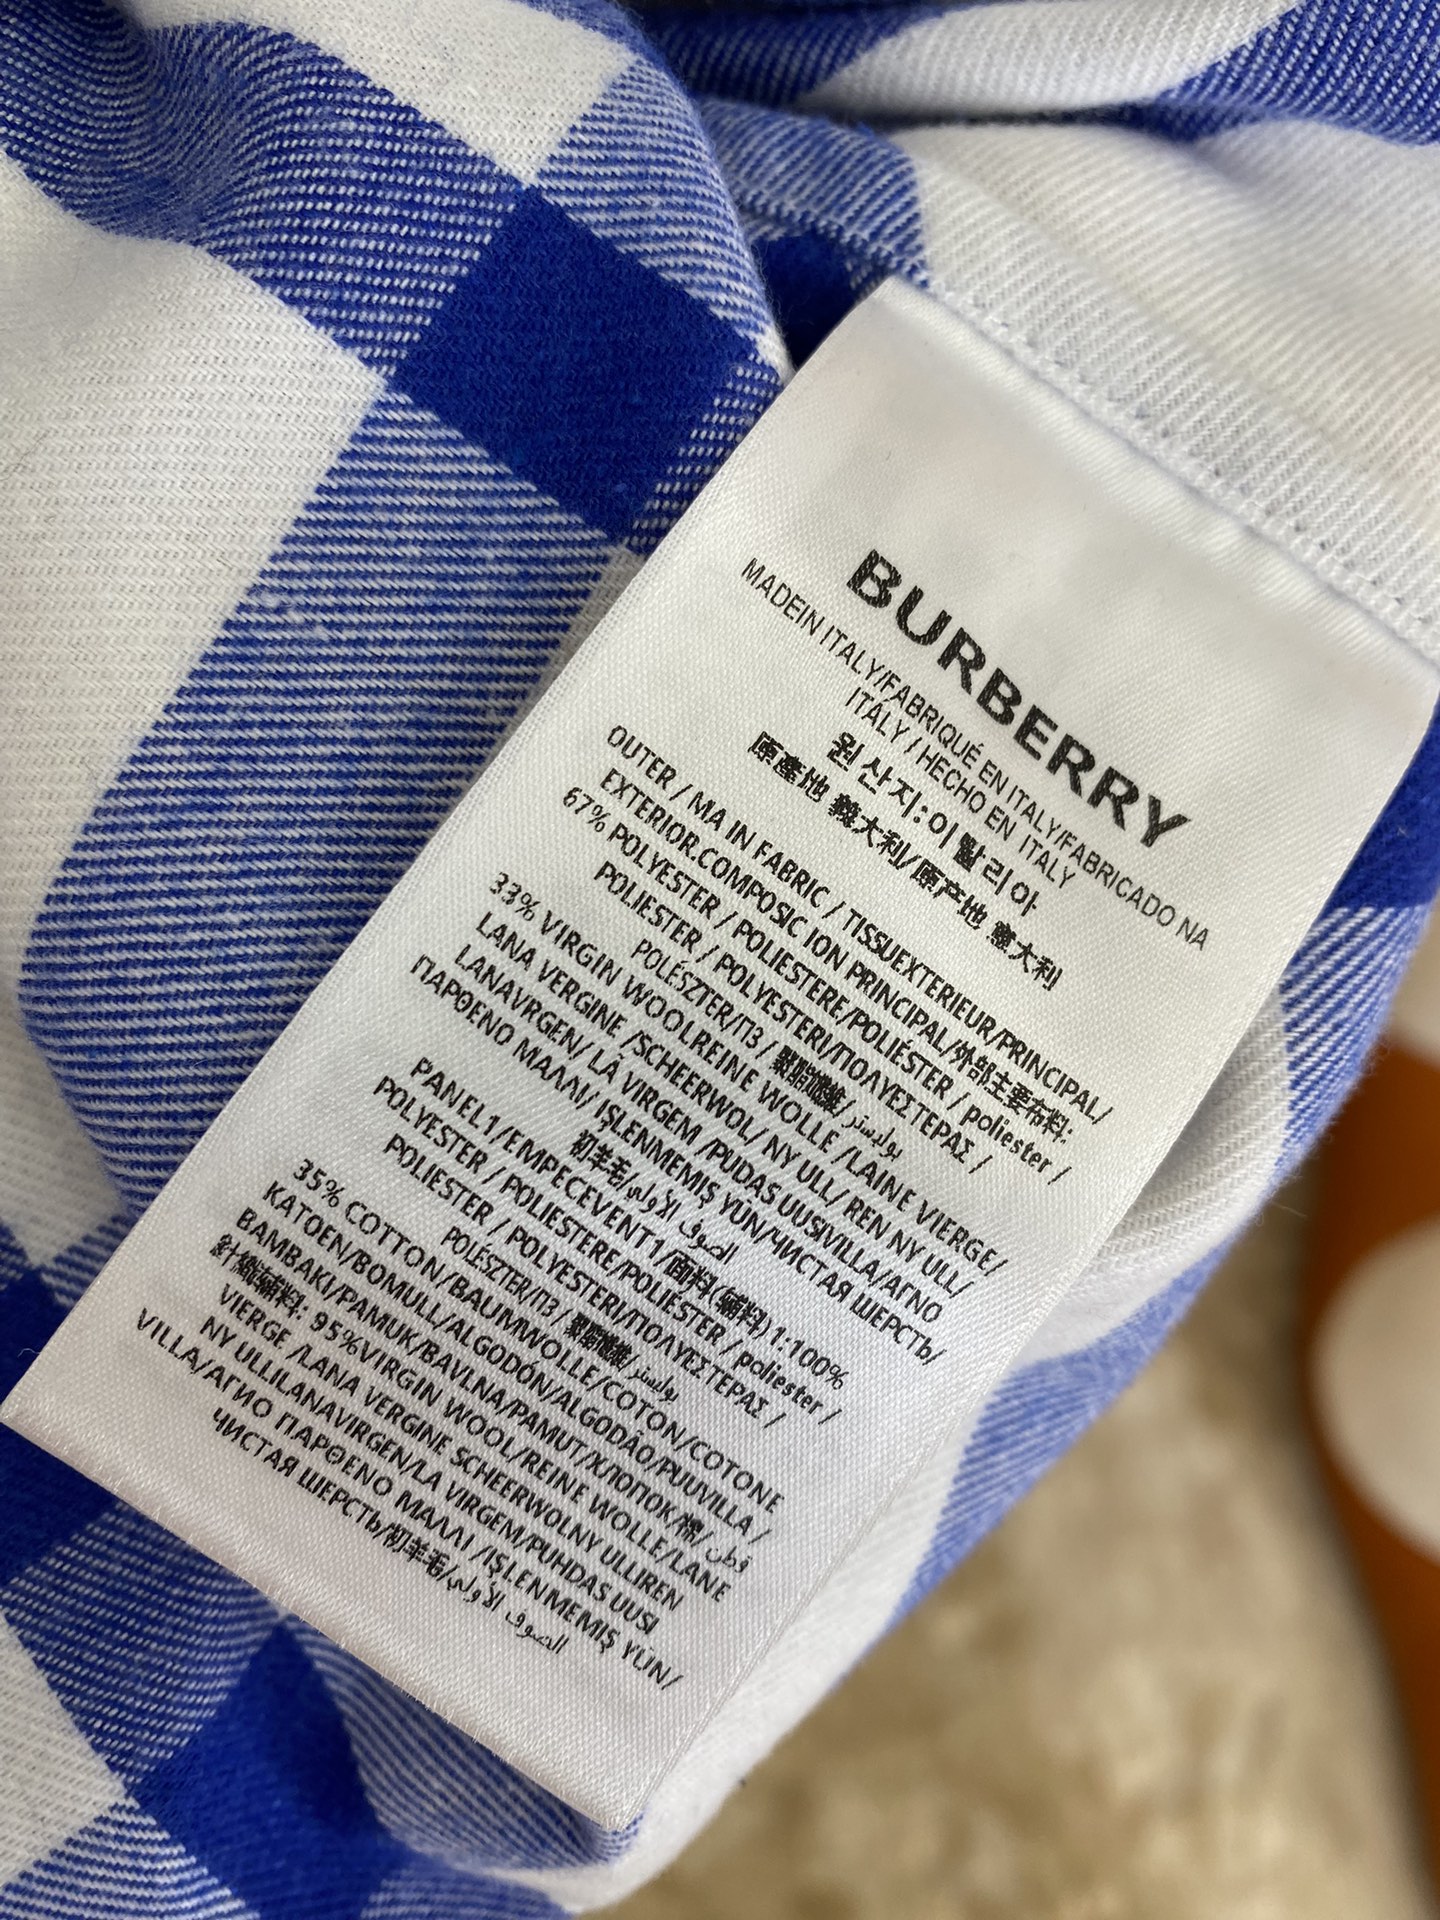 BURBERRY
MADEIN ITALY/FABRIQUÉ EN ITALY/FABRICADO NA
ITALY / HECHO EN ITALY
원 산지: 이 탈 리 아
原產地 義大利/原产地 意大利
OUTER / MA IN FABRIC / TISSUEXTERIEUR/PRINCIPAL/
EXTERIOR.COMPOSIC ION PRINCIPAL/外部主要布料:
67% POLYESTER / POLIESTERE/POLIÉSTER / poliester /
POLIESTER / POLYESTERI/ΠΟΛΥΕΣΤΕΡΑΣ /
POLÉSZTER/ПЗ / 聚酯纖維/بوليستر
33% VIRGIN WOOLREINE WOLLE /LAINE VIERGE/
LANA VERGINE /SCHEERWOL/ NY ULL/ REN NY ULL/
LANAVRGEN/ LÃ VIRGEM /PUDAS UUSIVILLA/ΑΓΝΟ
ΠΑΡΘΕΝΟ ΜΑΛΛΙ/ IŞLENMEMIŞ YŪN/ЧИСТАЯ ШЕРСТЬ/
初羊毛/الصوف الأولي
PANEL1/EMPECEVENT1/面料(辅料)1:100%
POLYESTER / POLIESTERE/POLIÉSTER / poliester /
POLIESTER / POLYESTERI/ΠΟΛΥΕΣΤΕΡΑΣ /
POLÉSZTER/ПЗ / 聚酯纖維/بوليستر
35% COTTON/BAUMWOLLE/COTON/COTONE
KATOEN/BOMULL/ALGODÓN/ALGODÃO/PUUVILLA /
BAMBAKI/PAMUK/BAVLNA/PAMUT/ХЛОПОК/棉/قطن
針織辅料: 95%VIRGIN WOOL/REINE WOLLE/LANE
VIERGE /LANA VERGINE SCHEERWOLNY ULLIREN
NY ULLILANAVIRGEN/LA VIRGEM/PUHDAS UUSI
VILLA/ΑΓΝΟ ΠΑΡΘΕΝΟ ΜΑΛΛΙ /IŞLENMEMIŞ YŪN/
ЧИСТАЯ ШЕРСТЬ/初羊毛/الصوف الأولي